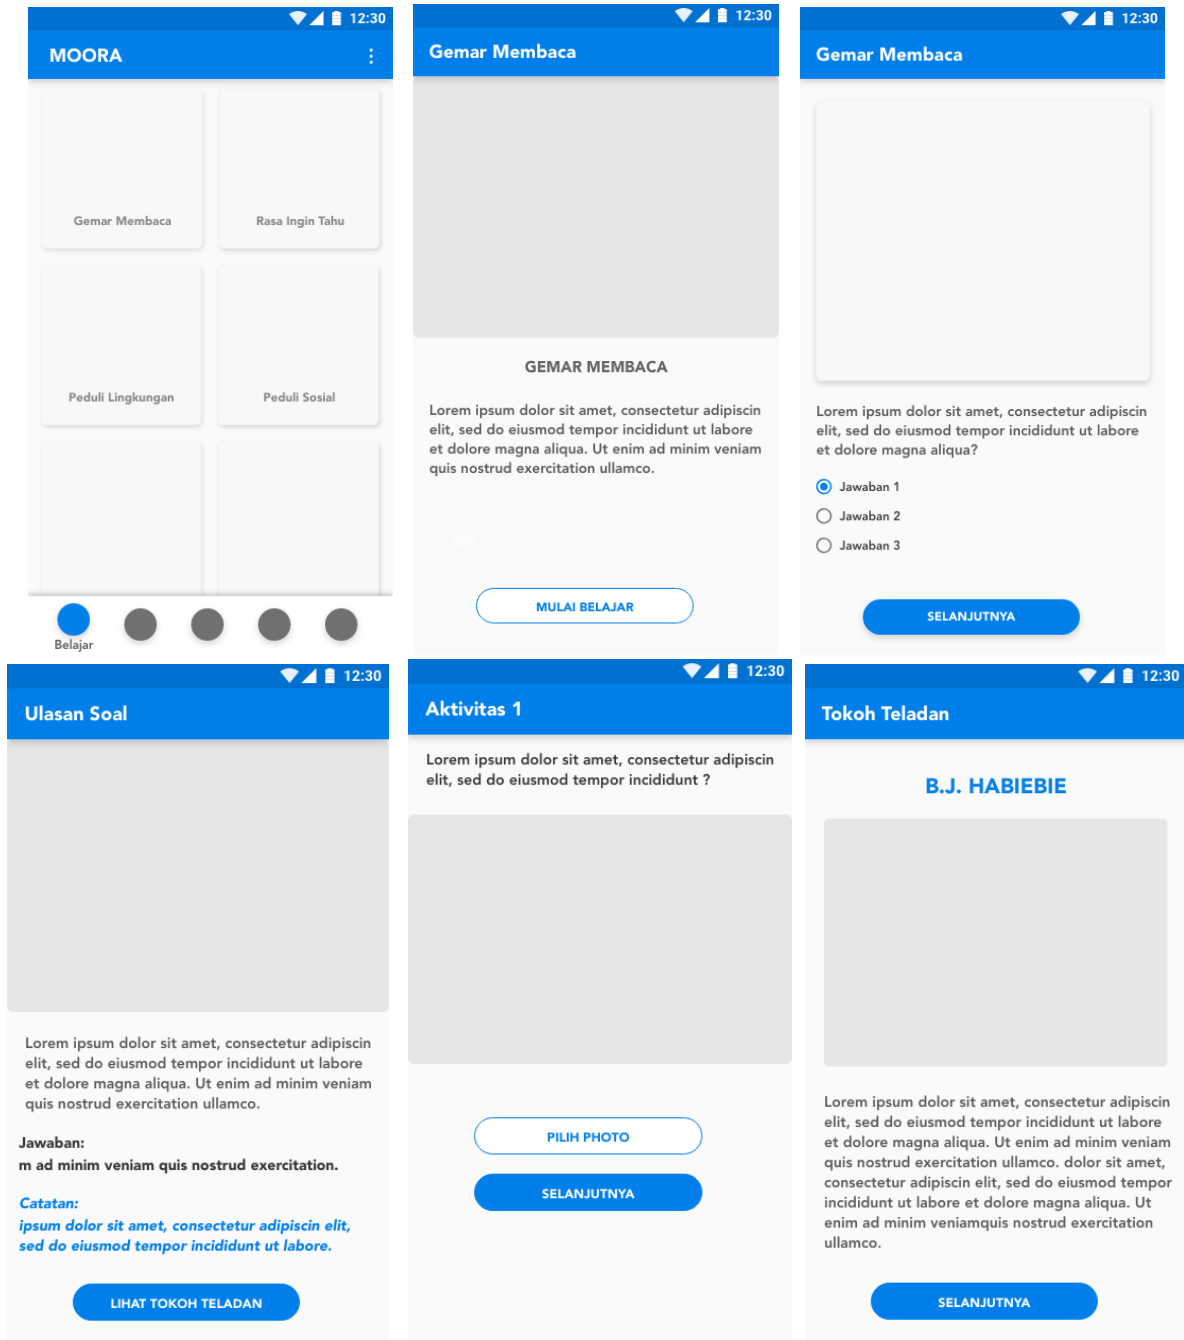 12:30
MOORA
Gemar Membaca
Rasa Ingin Tahu
Peduli Lingkungan
Peduli Sosial
Belajar
12:30
Gemar Membaca
GEMAR MEMBACA
Lorem ipsum dolor sit amet, consectetur adipiscin
elit, sed do eiusmod tempor incididunt ut labore
et dolore magna aliqua. Ut enim ad minim veniam
quis nostrud exercitation ullamco.
MULAI BELAJAR
12:30
Gemar Membaca
Lorem ipsum dolor sit amet, consectetur adipiscin
elit, sed do eiusmod tempor incididunt ut labore
et dolore magna aliqua?
Jawaban 1
Jawaban 2
Jawaban 3
SELANJUTNYA
12:30
Ulasan Soal
Lorem ipsum dolor sit amet, consectetur adipiscin
elit, sed do eiusmod tempor incididunt ut labore
et dolore magna aliqua. Ut enim ad minim veniam
quis nostrud exercitation ullamco.
Jawaban:
m ad minim veniam quis nostrud exercitation.
Catatan:
ipsum dolor sit amet, consectetur adipiscin elit,
sed do eiusmod tempor incididunt ut labore.
LIHAT TOKOH TELADAN
12:30
Aktivitas 1
Lorem ipsum dolor sit amet, consectetur adipiscin
elit, sed do eiusmod tempor incididunt ?
PILIH PHOTO
SELANJUTNYA
12:30
Tokoh Teladan
B.J. HABIEBIE
Lorem ipsum dolor sit amet, consectetur adipiscin
elit, sed do eiusmod tempor incididunt ut labore
et dolore magna aliqua. Ut enim ad minim veniam
quis nostrud exercitation ullamco. dolor sit amet,
consectetur adipiscin elit, sed do eiusmod tempor
incididunt ut labore et dolore magna aliqua. Ut
enim ad minim veniamquis nostrud exercitation
ullamco.
SELANJUTNYA